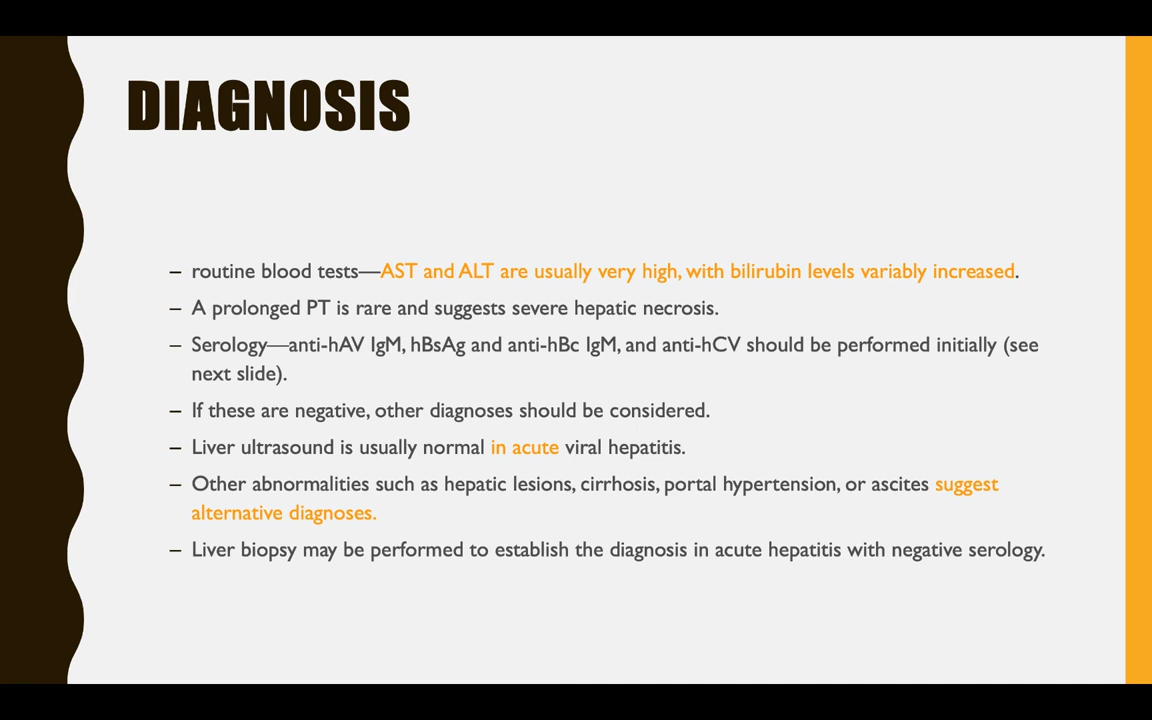 DIAGNOSIS
– routine blood tests—AST and ALT are usually very high, with bilirubin levels variably increased.
– A prolonged PT is rare and suggests severe hepatic necrosis.
– Serology—anti-hAV IgM, hBsAg and anti-hBc IgM, and anti-hCV should be performed initially (see
next slide).
– If these are negative, other diagnoses should be considered.
– Liver ultrasound is usually normal in acute viral hepatitis.
– Other abnormalities such as hepatic lesions, cirrhosis, portal hypertension, or ascites suggest
alternative diagnoses.
– Liver biopsy may be performed to establish the diagnosis in acute hepatitis with negative serology.